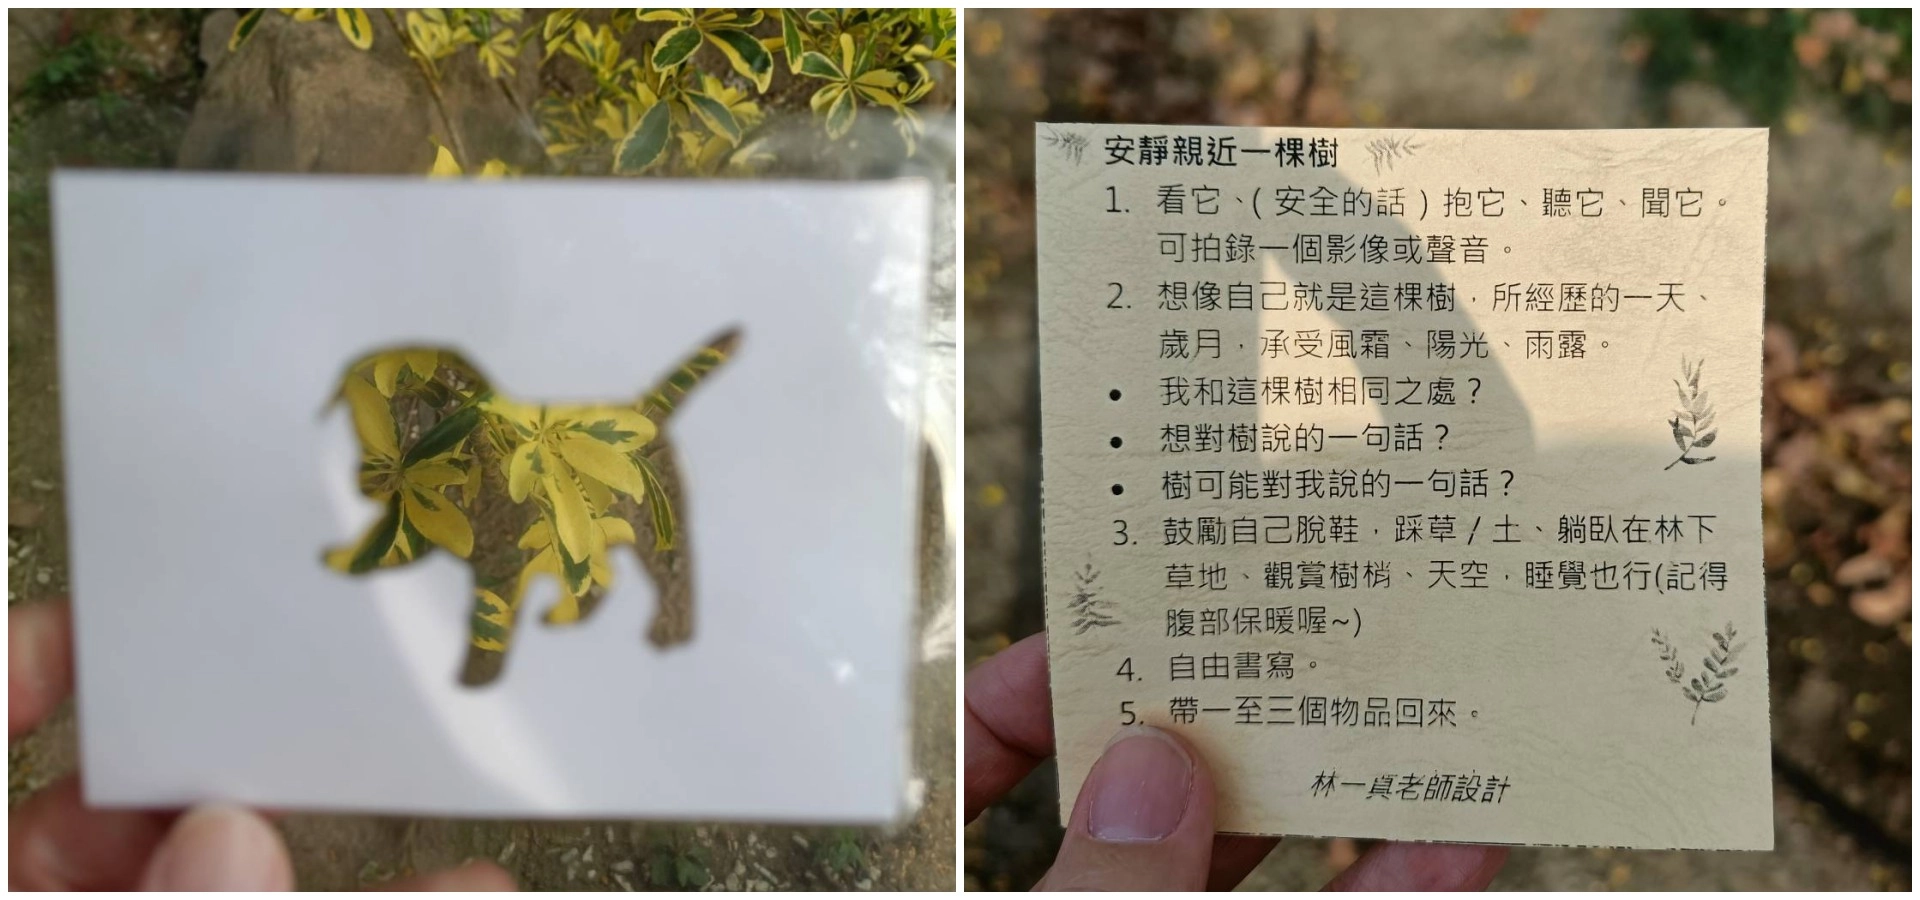 安靜親近一棵樹
1. 看它、(安全的話)抱它、聽它、聞它。
可拍錄一個影像或聲音。
2. 想像自己就是這棵樹，所經歷的一天、
歲月，承受風霜、陽光、雨露。
• 我和這棵樹相同之處？
• 想對樹說的一句話？
• 樹可能對我說的一句話？
3. 鼓勵自己脫鞋，踩草/土、躺臥在林下
草地、觀賞樹梢、天空，睡覺也行(記得
腹部保暖喔~)
4. 自由書寫。
5. 帶一至三個物品回來。
林一真老師設計